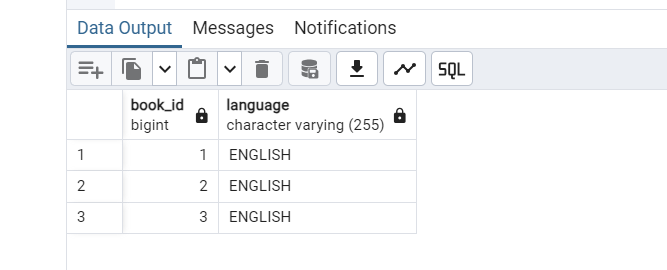 Data Output Messages Notifications
SQL
book_id language
bigint character varying (255)
1 1 ENGLISH
2 2 ENGLISH
3 3 ENGLISH